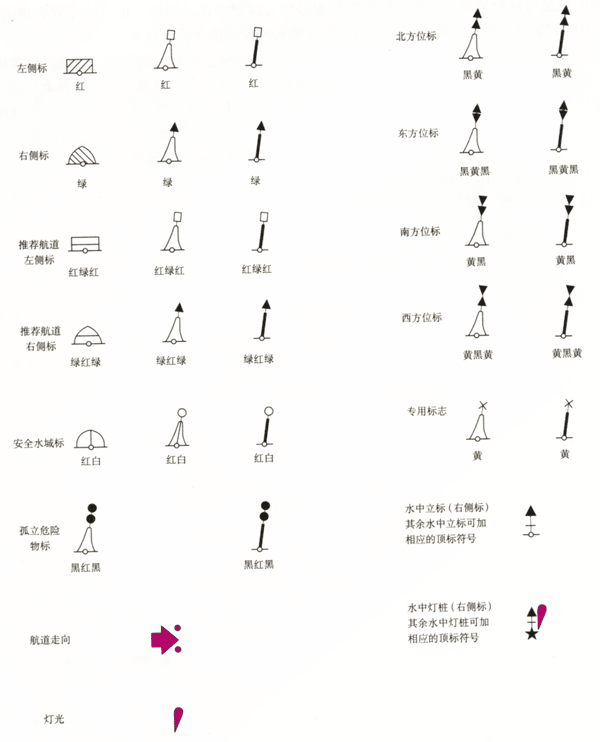 左侧标
红
红
红
右侧标
绿
绿
绿
推荐航道
左侧标
红绿红
红绿红
红绿红
推荐航道
右侧标
绿红绿
绿红绿
绿红绿
安全水域标
红白
红白
红白
孤立危险
物标
黑红黑
黑红黑
航道走向
灯光
北方位标
黑黄
黑黄
东方位标
黑黄黑
黑黄黑
南方位标
黄黑
黄黑
西方位标
黄黑黄
黄黑黄
专用标志
黄
黄
水中立标(右侧标)
其余水中立标可加
相应的顶标符号
水中灯桩(右侧标)
其余水中灯桩可加
相应的顶标符号